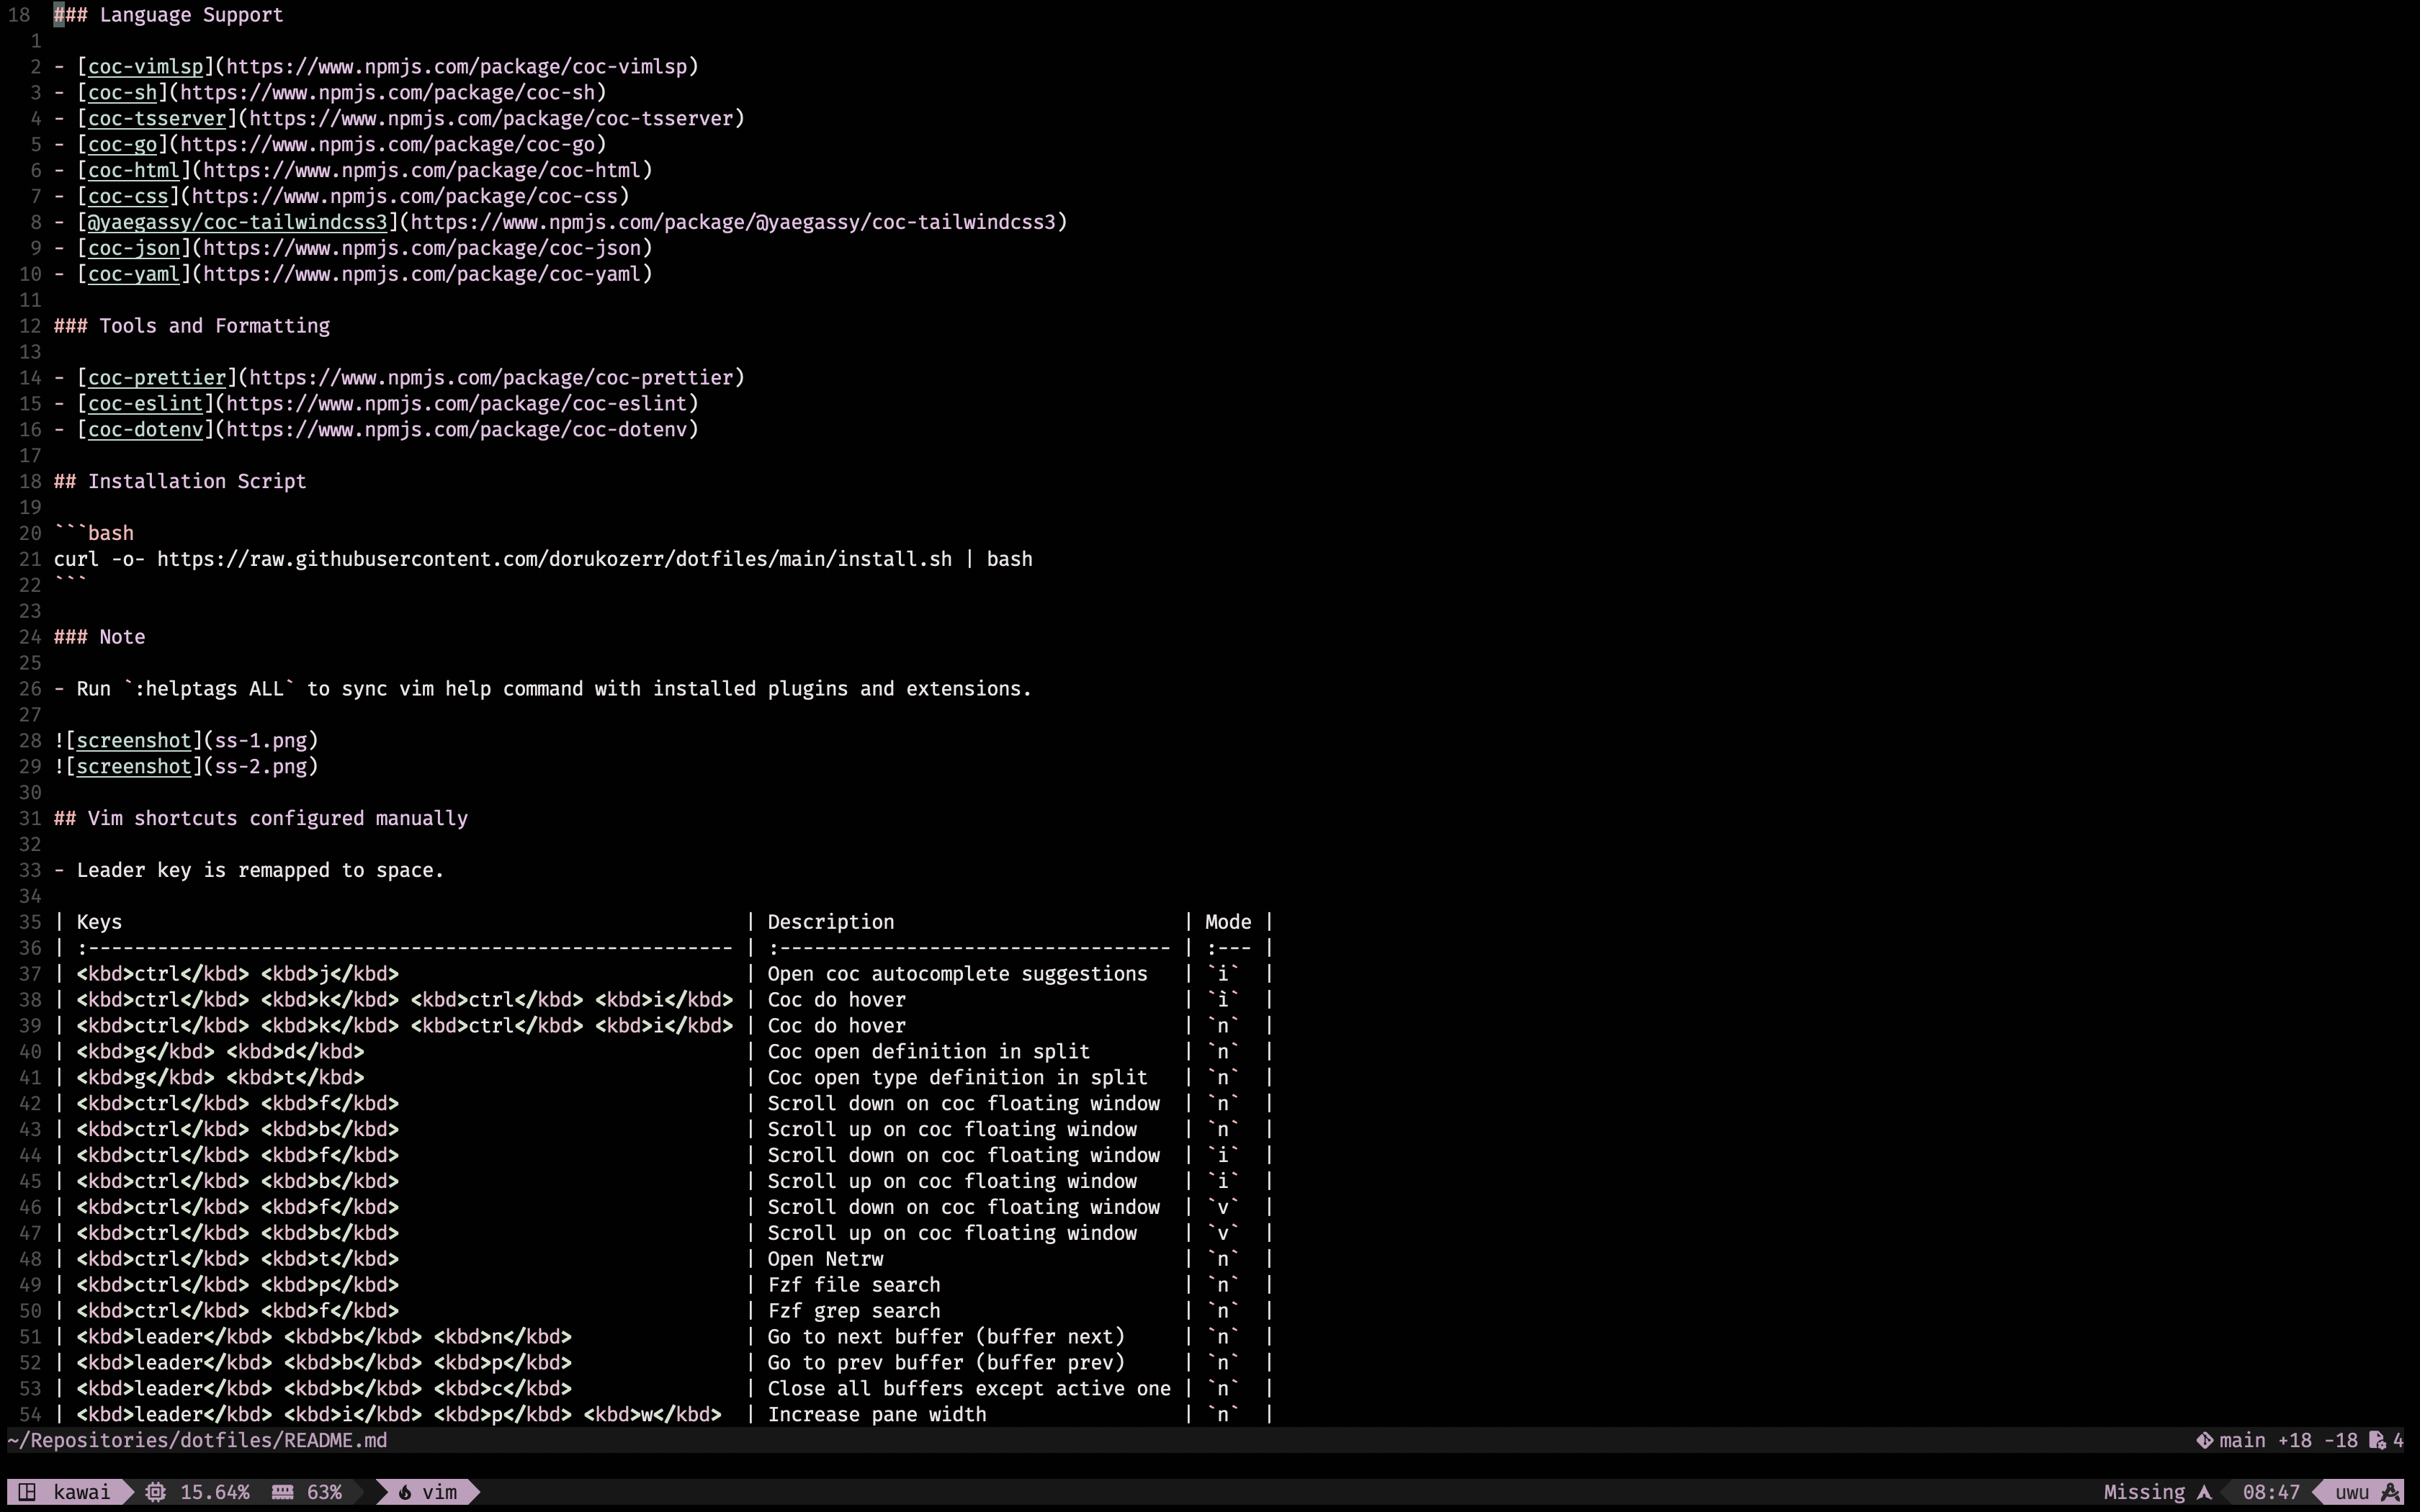 18 ### Language Support
1
2 - [coc-vimlsp](https://www.npmjs.com/package/coc-vimlsp)
3 - [coc-sh](https://www.npmjs.com/package/coc-sh)
4 - [coc-tsserver](https://www.npmjs.com/package/coc-tsserver)
5 - [coc-go](https://www.npmjs.com/package/coc-go)
6 - [coc-html](https://www.npmjs.com/package/coc-html)
7 - [coc-css](https://www.npmjs.com/package/coc-css)
8 - [@yaegassy/coc-tailwindcss3](https://www.npmjs.com/package/@yaegassy/coc-tailwindcss3)
9 - [coc-json](https://www.npmjs.com/package/coc-json)
10 - [coc-yaml](https://www.npmjs.com/package/coc-yaml)
11
12 ### Tools and Formatting
13
14 - [coc-prettier](https://www.npmjs.com/package/coc-prettier)
15 - [coc-eslint](https://www.npmjs.com/package/coc-eslint)
16 - [coc-dotenv](https://www.npmjs.com/package/coc-dotenv)
17
18 ## Installation Script
19
20 ```bash
21 curl -o- https://raw.githubusercontent.com/dorukozerr/dotfiles/main/install.sh | bash
22 ```
23
24 ### Note
25
26 - Run `:helptags ALL` to sync vim help command with installed plugins and extensions.
27
28 ![screenshot](ss-1.png)
29 ![screenshot](ss-2.png)
30
31 ## Vim shortcuts configured manually
32
33 - Leader key is remapped to space.
34
35 | Keys | Description | Mode |
36 | :-------------------------------------------------------- | :---------------------------------- | :--- |
37 | <kbd>ctrl</kbd> <kbd>j</kbd> | Open coc autocomplete suggestions | `i` |
38 | <kbd>ctrl</kbd> <kbd>k</kbd> <kbd>ctrl</kbd> <kbd>i</kbd> | Coc do hover | `ì` |
39 | <kbd>ctrl</kbd> <kbd>k</kbd> <kbd>ctrl</kbd> <kbd>i</kbd> | Coc do hover | `n` |
40 | <kbd>g</kbd> <kbd>d</kbd> | Coc open definition in split | `n` |
41 | <kbd>g</kbd> <kbd>t</kbd> | Coc open type definition in split | `n` |
42 | <kbd>ctrl</kbd> <kbd>f</kbd> | Scroll down on coc floating window | `n` |
43 | <kbd>ctrl</kbd> <kbd>b</kbd> | Scroll up on coc floating window | `n` |
44 | <kbd>ctrl</kbd> <kbd>f</kbd> | Scroll down on coc floating window | `i` |
45 | <kbd>ctrl</kbd> <kbd>b</kbd> | Scroll up on coc floating window | `i` |
46 | <kbd>ctrl</kbd> <kbd>f</kbd> | Scroll down on coc floating window | `v` |
47 | <kbd>ctrl</kbd> <kbd>b</kbd> | Scroll up on coc floating window | `v` |
48 | <kbd>ctrl</kbd> <kbd>t</kbd> | Open Netrw | `n` |
49 | <kbd>ctrl</kbd> <kbd>p</kbd> | Fzf file search | `n` |
50 | <kbd>ctrl</kbd> <kbd>f</kbd> | Fzf grep search | `n` |
51 | <kbd>leader</kbd> <kbd>b</kbd> <kbd>n</kbd> | Go to next buffer (buffer next) | `n` |
52 | <kbd>leader</kbd> <kbd>b</kbd> <kbd>p</kbd> | Go to prev buffer (buffer prev) | `n` |
53 | <kbd>leader</kbd> <kbd>b</kbd> <kbd>c</kbd> | Close all buffers except active one | `n` |
54 | <kbd>leader</kbd> <kbd>i</kbd> <kbd>p</kbd> <kbd>w</kbd> | Increase pane width | `n` |
~/Repositories/dotfiles/README.md main +18 -18 4
kawai 15.64% 63% vim Missing 08:47 uwu